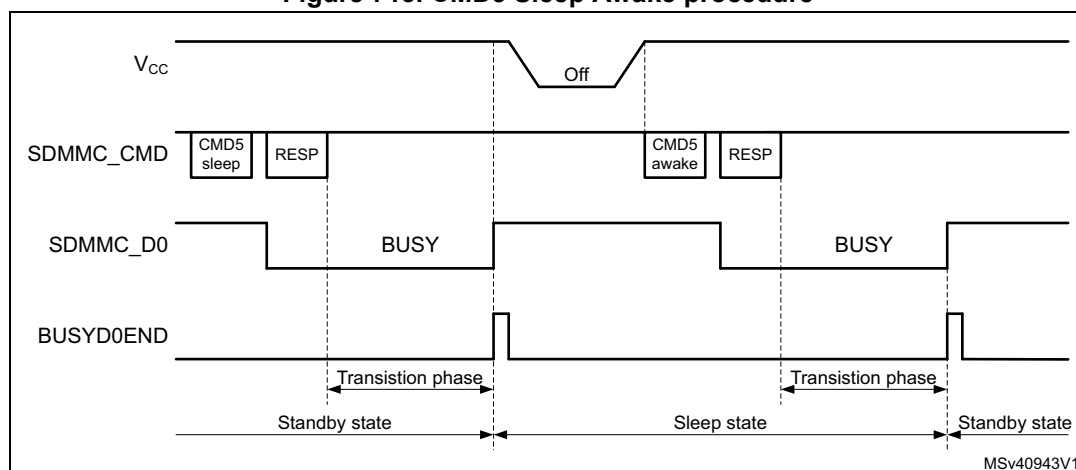 Figure CMD5 Sleep Awake procedure
VCC
Off
SDMMC_CMD
CMD5
sleep
RESP
CMD5
awake
RESP
SDMMC_D0
BUSY
BUSY
BUSYD0END
Transistion phase
Transistion phase
Standby state
Sleep state
Standby state
MSv40943V1